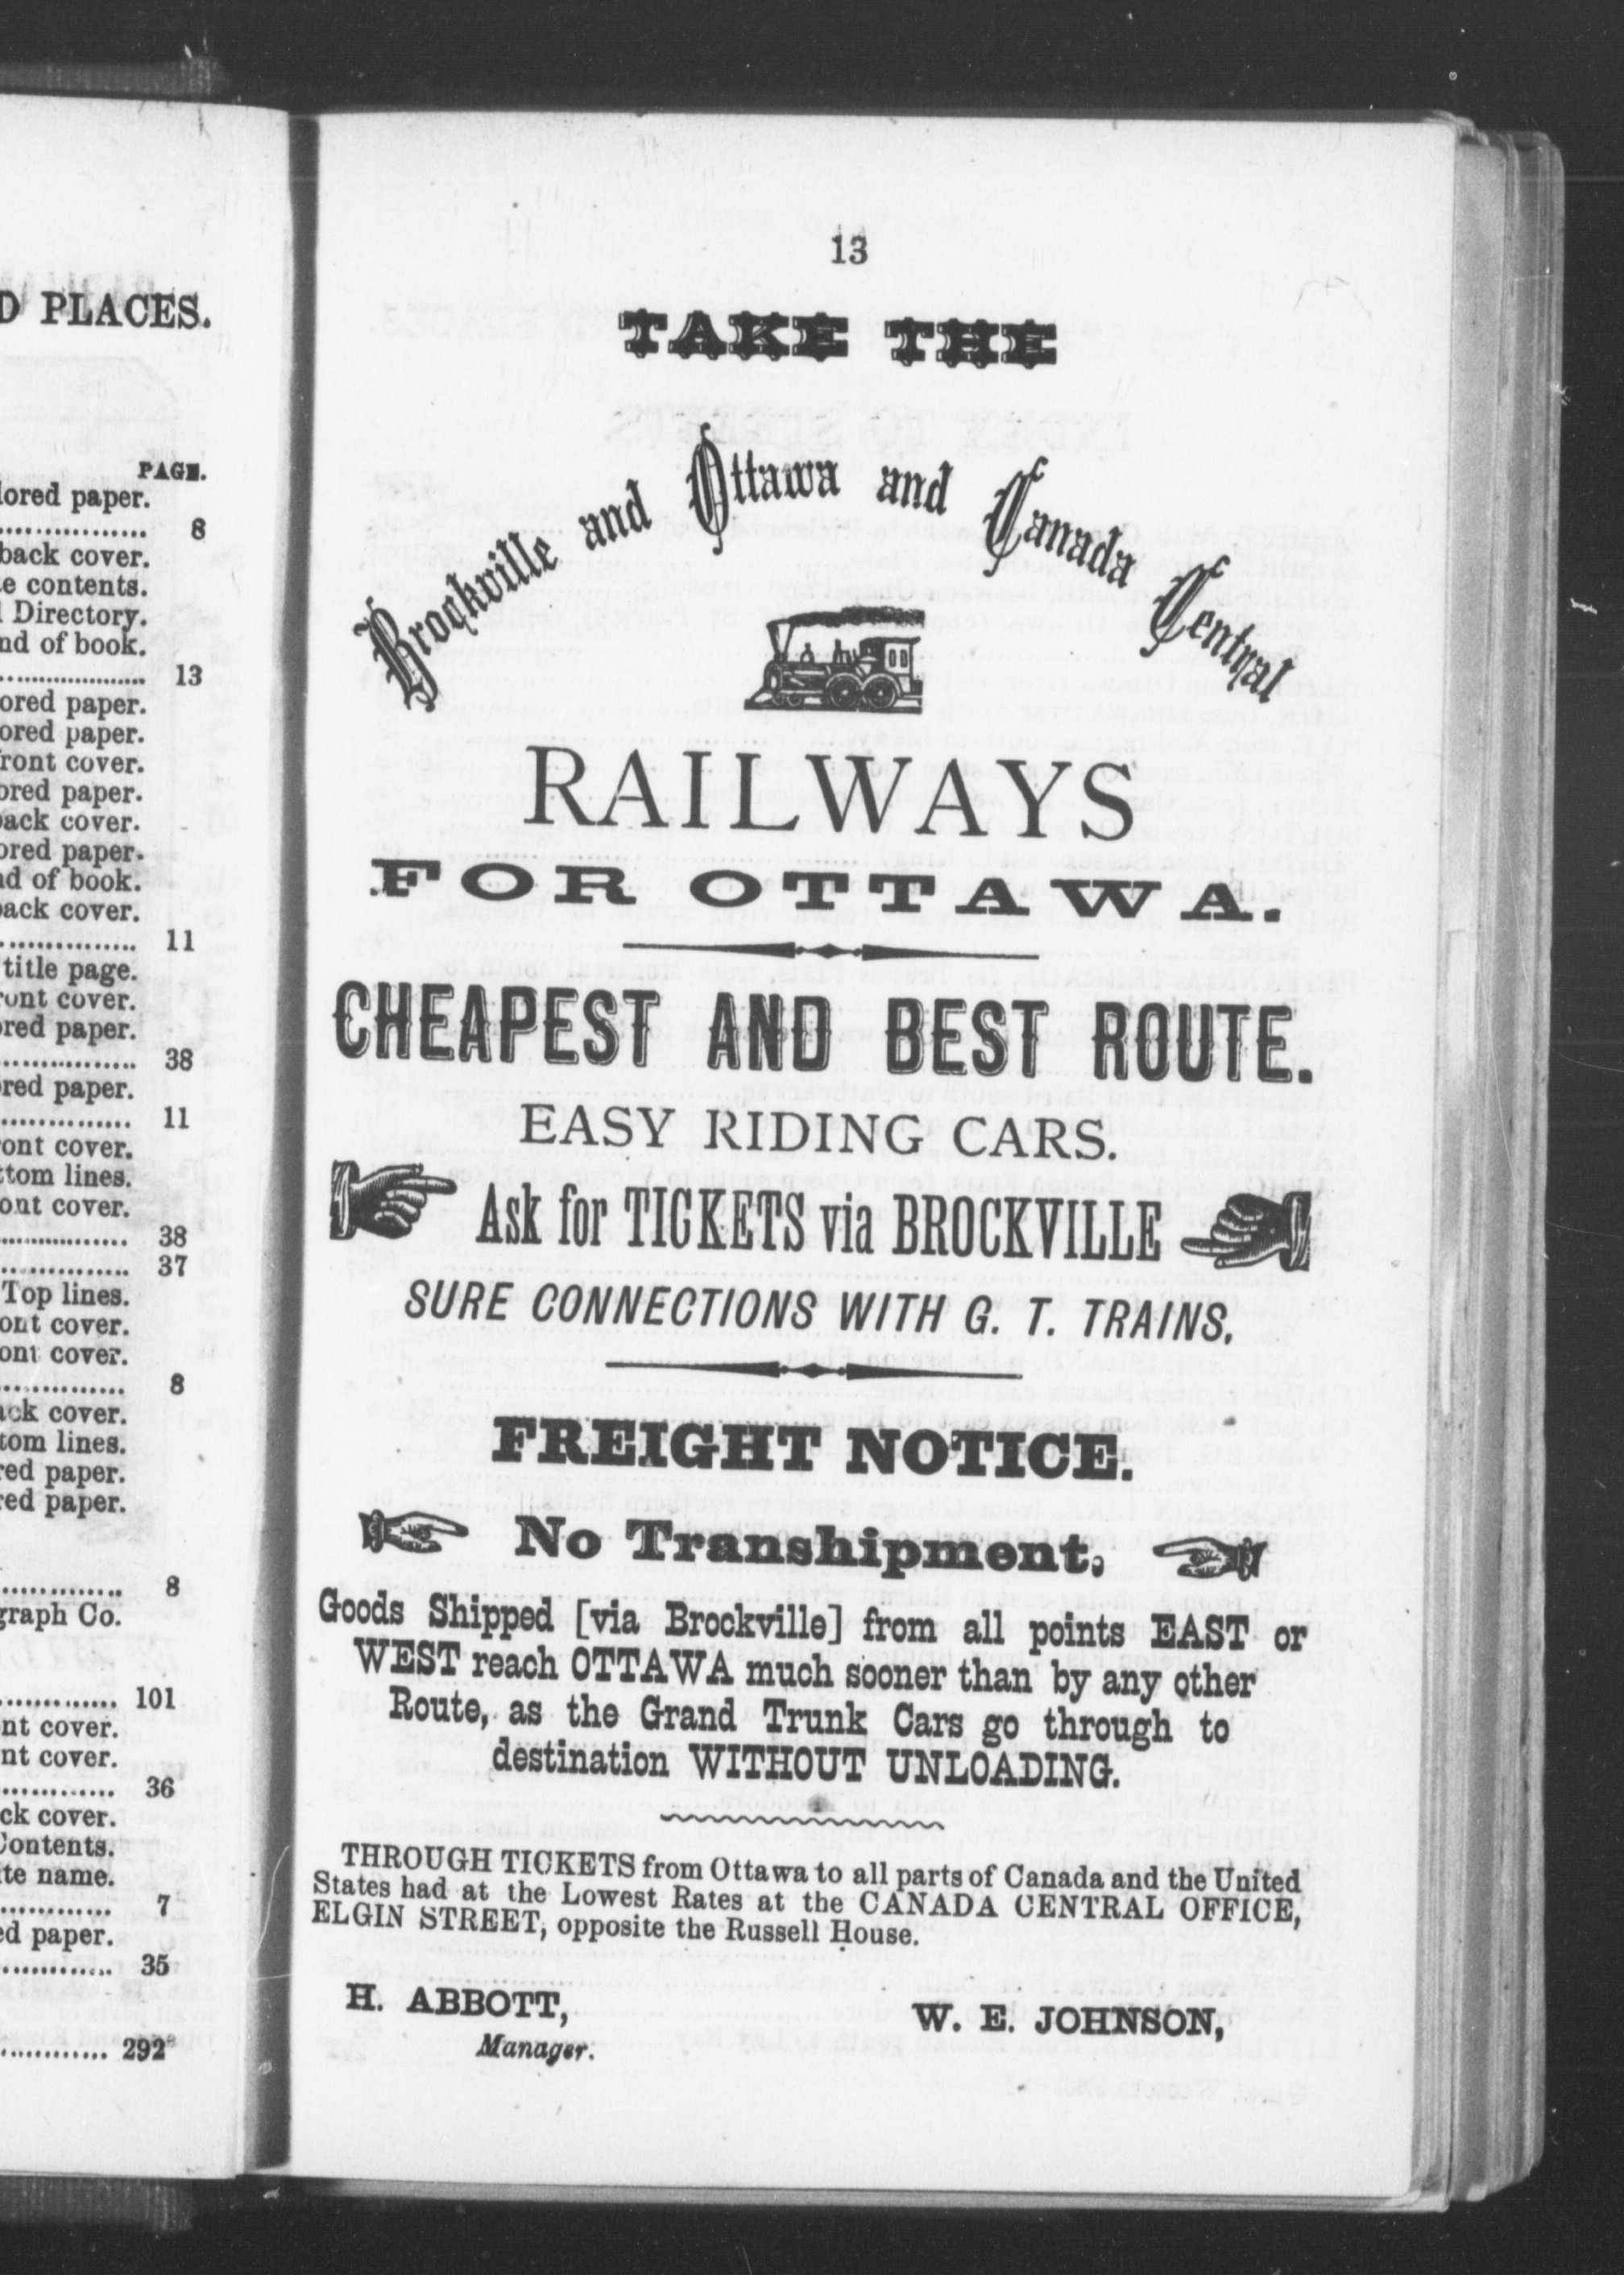 D PLACES.
PAGE.
lored paper.
8
back cover.
e contents.
Directory.
nd of book.
13
ored paper.
ored paper.
ront cover.
ored paper.
ack cover.
ored paper.
nd of book.
ack cover.
11
title page.
ront cover.
ored paper.
38
red paper.
11
ont cover.
ttom lines.
ont cover.
38
37
Top lines.
ont cover.
ont cover.
8
ack cover.
tom lines.
red paper.
red paper.
8
graph Co.
101
nt cover.
nt cover.
36
ck cover.
Contents.
ite name.
7
ed paper.
35
292
13
TAKE THE
Brockville and Ottawa and Canada Central
RAILWAYS
FOR OTTAWA.
CHEAPEST AND BEST ROUTE.
EASY RIDING CARS.
Ask for TICKETS via BROCKVILLE
SURE CONNECTIONS WITH G. T. TRAINS.
FREIGHT NOTICE.
No Transhipment,
Goods Shipped [via Brockville] from all points EAST or
WEST reach OTTAWA much sooner than by any other
Route, as the Grand Trunk Cars go through to
destination WITHOUT UNLOADING.
THROUGH TICKETS from Ottawa to all parts of Canada and the United
States had at the Lowest Rates at the CANADA CENTRAL OFFICE,
ELGIN STREET, opposite the Russell House.
H. ABBOTT,
Manager.
W. E. JOHNSON,